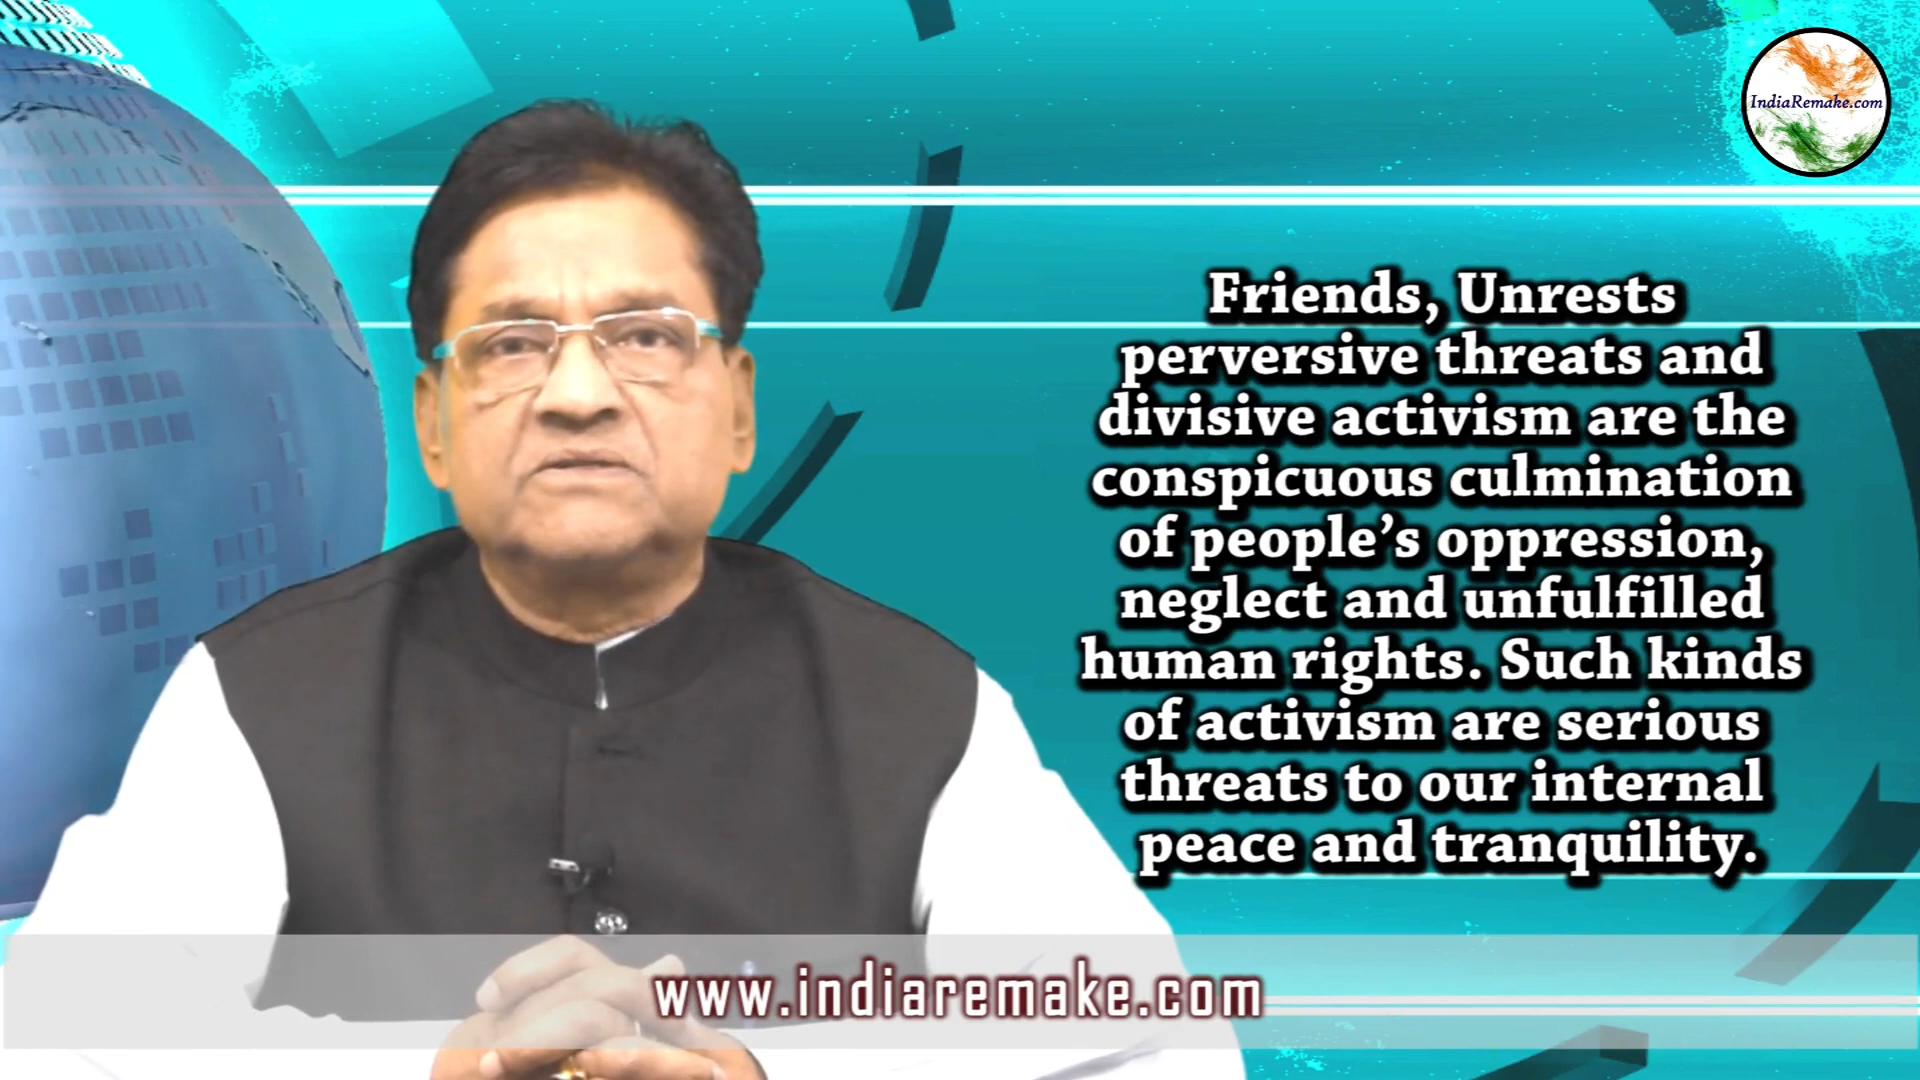 IndiaRemake.com
Friends, Unrests
perversive threats and
divisive activism are the
conspicuous culmination
of people’s oppression,
neglect and unfulfilled
human rights. Such kinds
of activism are serious
threats to our internal
peace and tranquility.
www.indiaremake.com